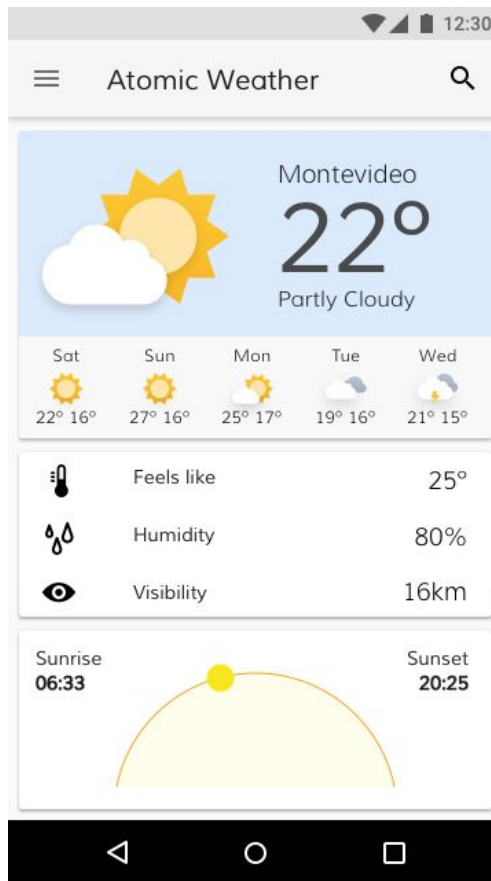 12:30
Atomic Weather
Montevideo
22°
Partly Cloudy
Sat Sun Mon Tue Wed
22° 16° 27° 16° 25° 17° 19° 16° 21° 15°
Feels like 25°
Humidity 80%
Visibility 16km
Sunrise Sunset
06:33 20:25